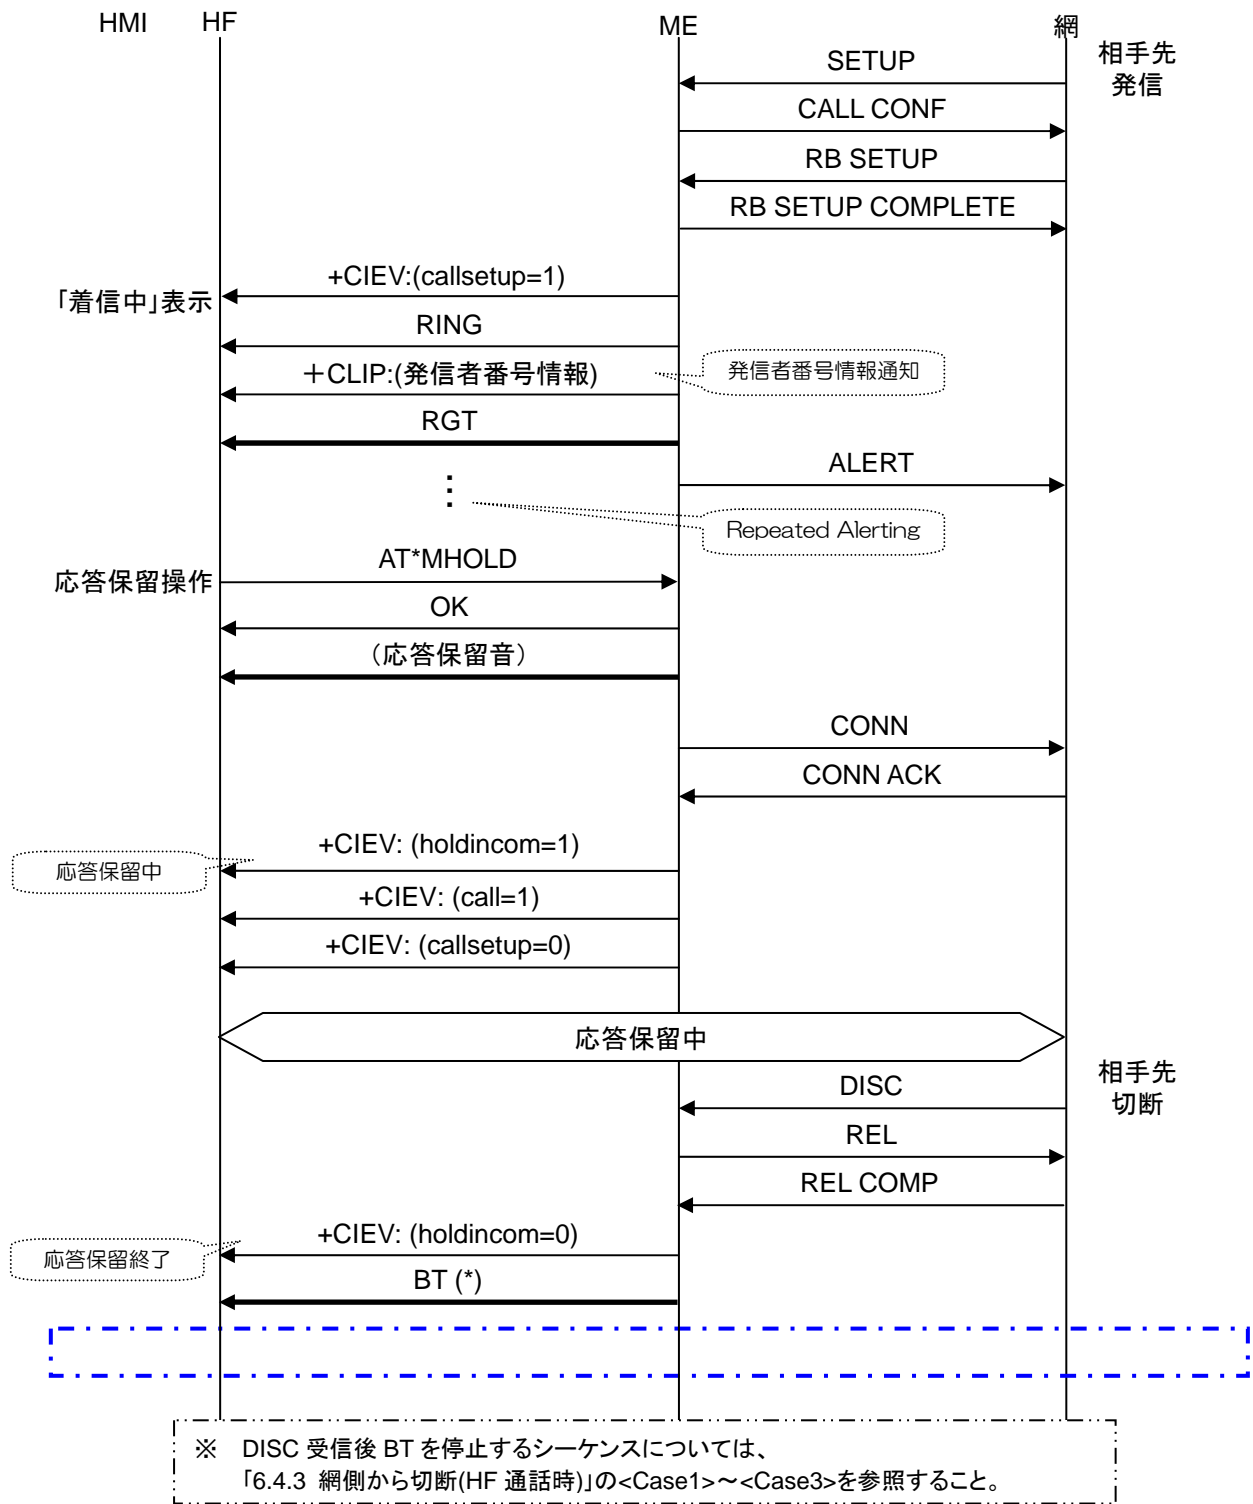 HMI HF ME 網
相手先
発信
SETUP
CALL CONF
RB SETUP
RB SETUP COMPLETE
+CIEV:(callsetup=1)
「着信中」表示
RING
＋CLIP:(発信者番号情報)
発信者番号情報通知
RGT
ALERT
⋮
Repeated Alerting
AT*MHOLD
応答保留操作
OK
（応答保留音）
CONN
CONN ACK
+CIEV: (holdincom=1)
応答保留中
+CIEV: (call=1)
+CIEV: (callsetup=0)
応答保留中
相手先
切断
DISC
REL
REL COMP
+CIEV: (holdincom=0)
応答保留終了
BT (*)
※ DISC 受信後 BT を停止するシーケンスについては、
「6.4.3 網側から切断(HF 通話時)」の<Case1>～<Case3>を参照すること。